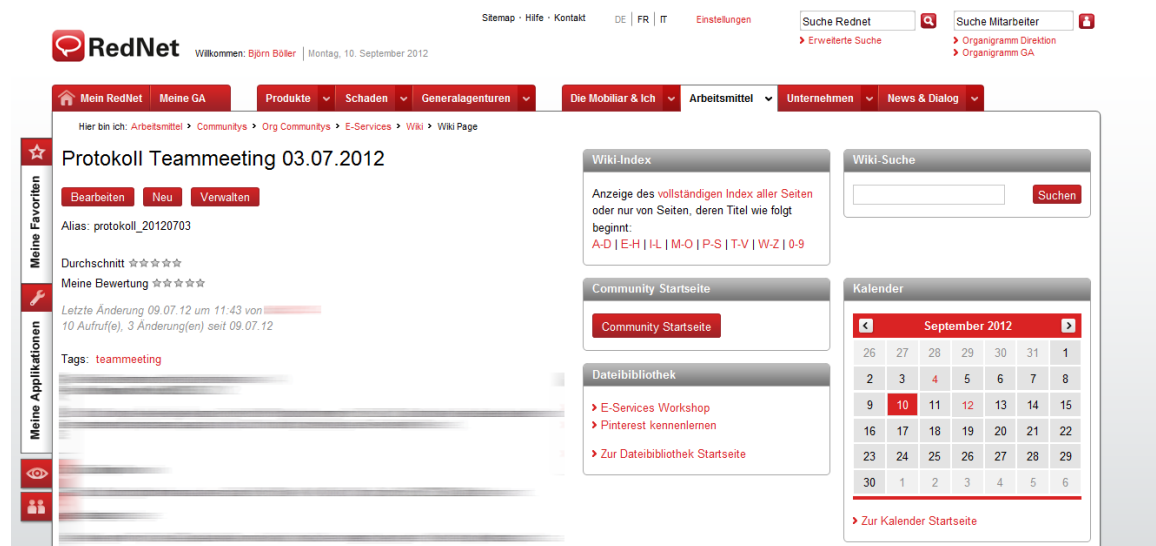 Sitemap · Hilfe · Kontakt DE | FR | IT Einstellungen
Suche Rednet
Suche Mitarbeiter
Erweiterte Suche
Organigramm Direktion
Organigramm GA
RedNet Willkommen: Björn Böller | Montag, 10. September 2012
Mein RedNet Meine GA Produkte Schaden Generalagenturen Die Mobiliar & Ich Arbeitsmittel Unternehmen News & Dialog
Hier bin ich: Arbeitsmittel > Communitys > Org Communitys > E-Services > Wiki > Wiki Page
Meine Favoriten
Meine Applikationen
Protokoll Teammeeting 03.07.2012
Bearbeiten Neu Verwalten
Alias: protokoll_20120703
Durchschnitt
Meine Bewertung
Letzte Änderung 09.07.12 um 11:43 von
10 Aufruf(e), 3 Änderung(en) seit 09.07.12
Tags: teammeeting
Wiki-Index
Anzeige des vollständigen Index aller Seiten
oder nur von Seiten, deren Titel wie folgt
beginnt:
A-D | E-H | I-L | M-O | P-S | T-V | W-Z | 0-9
Community Startseite
Community Startseite
Dateibibliothek
E-Services Workshop
Pinterest kennenlernen
Zur Dateibibliothek Startseite
Wiki-Suche
Suchen
Kalender
September 2012
26 27 28 29 30 31 1
2 3 4 5 6 7 8
9 10 11 12 13 14 15
16 17 18 19 20 21 22
23 24 25 26 27 28 29
30 1 2 3 4 5 6
Zur Kalender Startseite